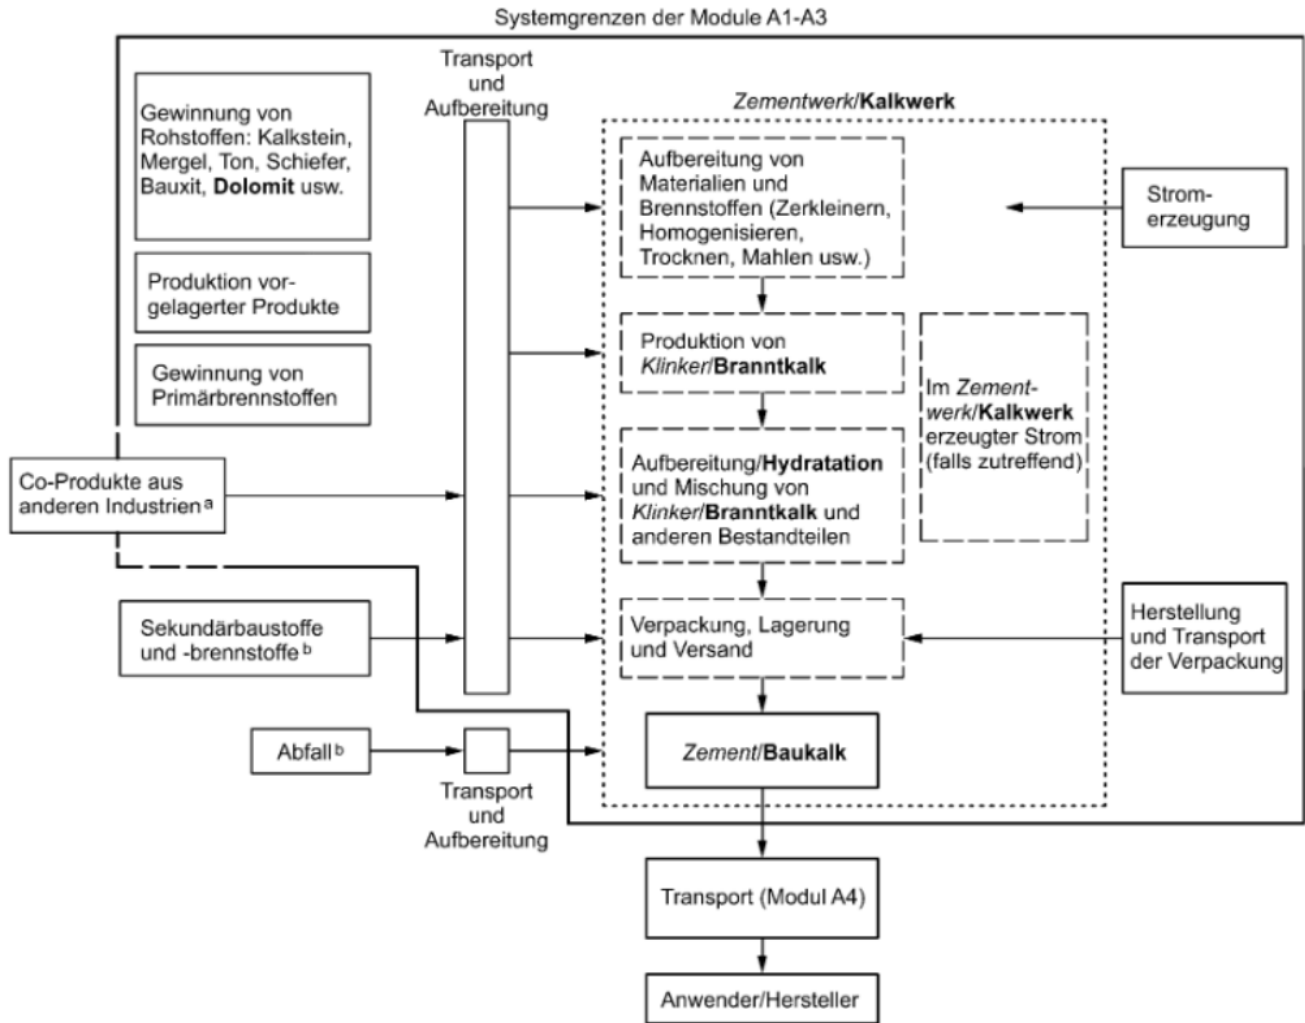 Systemgrenzen der Module A1-A3
Transport
und
Aufbereitung
Gewinnung von
Rohstoffen: Kalkstein,
Mergel, Ton, Schiefer,
Bauxit, Dolomit usw.
Produktion vor-
gelagerter Produkte
Gewinnung von
Primärbrennstoffen
Co-Produkte aus
anderen Industrien a
Sekundärbaustoffe
und -brennstoffe b
Abfall b
Transport
und
Aufbereitung
Zementwerk/Kalkwerk
Aufbereitung von
Materialien und
Brennstoffen (Zerkleinern,
Homogenisieren,
Trocknen, Mahlen usw.)
Produktion von
Klinker/Branntkalk
Aufbereitung/Hydratation
und Mischung von
Klinker/Branntkalk und
anderen Bestandteilen
Verpackung, Lagerung
und Versand
Zement/Baukalk
Im Zement-
werk/Kalkwerk
erzeugter Strom
(falls zutreffend)
Strom-
erzeugung
Herstellung
und Transport
der Verpackung
Transport (Modul A4)
Anwender/Hersteller